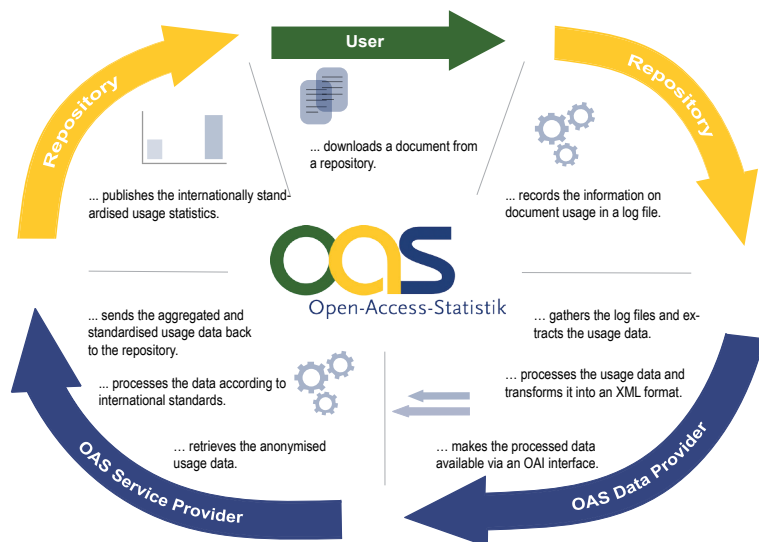 User
... downloads a document from
a repository.
Repository
... records the information on
document usage in a log file.
OAS Data Provider
… gathers the log files and ex-
tracts the usage data.
… processes the usage data and
transforms it into an XML format.
… makes the processed data
available via an OAI interface.
OAS Service Provider
… retrieves the anonymised
usage data.
... processes the data according to
international standards.
... sends the aggregated and
standardised usage data back
to the repository.
Repository
... publishes the internationally stand-
ardised usage statistics.
oas
Open-Access-Statistik